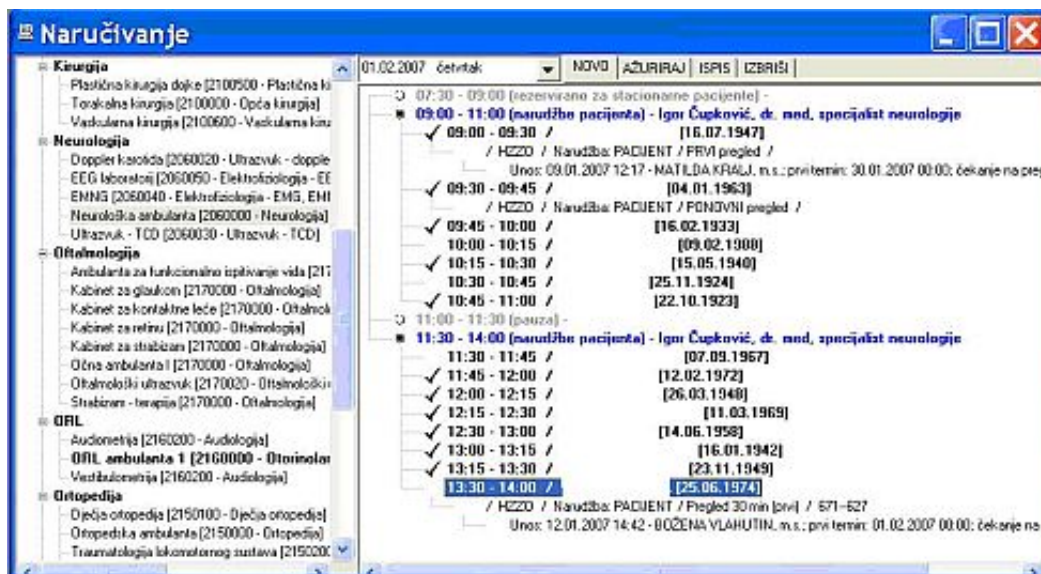 Naručivanje
Kirurgija
Plastična kirurgija dojke [2100500 - Plastična ki
Torakalna kirurgija [2100000 - Opća kirurgija]
Vaskularna kirurgija [2100600 - Vaskularna kiru
Neurologija
Doppler karotida [2060020 - Ultrazvuk - dopple
EEG laboratorij [2060050 - Elektrofiziologija - EE
EMNG [2060040 - Elektrofiziologija - EMG, EMI
Neurološka ambulanta [2060000 - Neurologija]
Ultrazvuk - TCD [2060030 - Ultrazvuk - TCD]
Oftalmologija
Ambulanta za funkcionalno ispitivanje vida [217
Kabinet za glaukom [2170000 - Oftalmologija]
Kabinet za kontaktne leće [2170000 - Oftalmol
Kabinet za retinu [2170000 - Oftalmologija]
Kabinet za strabizam [2170000 - Oftalmologija]
Očna ambulanta I [2170000 - Oftalmologija]
Oftalmološki ultrazvuk [2170020 - Oftalmološki
Strabizam - terapija [2170000 - Oftalmologija]
ORL
Audiometrija [2160200 - Audiologija]
ORL ambulanta 1 [2160000 - Otorinolar
Vestibulometrija [2160200 - Audiologija]
Ortopedija
Dječja ortopedija [2150100 - Dječja ortopedija]
Ortopedska ambulanta [2150000 - Ortopedija]
Traumatologija lokomotornog sustava [2150200
01.02.2007 četvrtak NOVO AŽURIRAJ ISPIS IZBRIŠI
07:30 - 09:00 (rezervirano za stacionarne pacijente) -
09:00 - 11:00 (narudžbe pacijenta) - Igor Čupković, dr. med, specijalist neurologije
09:00 - 09:30 / [16.07.1947]
/ HZZO / Narudžba: PACIJENT / PRVI pregled /
Unos: 09.01.2007 12:17 - MATILDA KRALJ, m.s.; prvi termin: 30.01.2007 00:00; čekanje na preg
09:30 - 09:45 / [04.01.1963]
/ HZZO / Narudžba: PACIJENT / PONOVNI pregled /
09:45 - 10:00 / [16.02.1933]
10:00 - 10:15 / [09.02.1988]
10:15 - 10:30 / [15.05.1940]
10:30 - 10:45 / [25.11.1924]
10:45 - 11:00 / [22.10.1923]
11:00 - 11:30 (pauza) -
11:30 - 14:00 (narudžbe pacijenta) - Igor Čupković, dr. med, specijalist neurologije
11:30 - 11:45 / [07.09.1967]
11:45 - 12:00 / [12.02.1972]
12:00 - 12:15 / [26.03.1948]
12:15 - 12:30 / [11.03.1969]
12:30 - 13:00 / [14.06.1958]
13:00 - 13:15 / [16.01.1942]
13:15 - 13:30 / [23.11.1949]
13:30 - 14:00 / [25.06.1974]
/ HZZO / Narudžba: PACIJENT / Pregled 30 min (prvi) / 671-627
Unos: 12.01.2007 14:42 - BOŽENA VLAHUTIN, m.s.; prvi termin: 01.02.2007 00:00; čekanje na